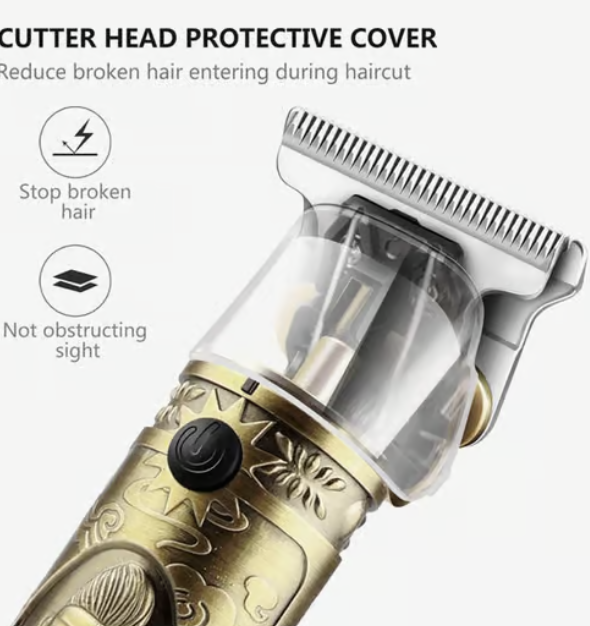 CUTTER HEAD PROTECTIVE COVER
Reduce broken hair entering during haircut
Stop broken
hair
Not obstructing
sight